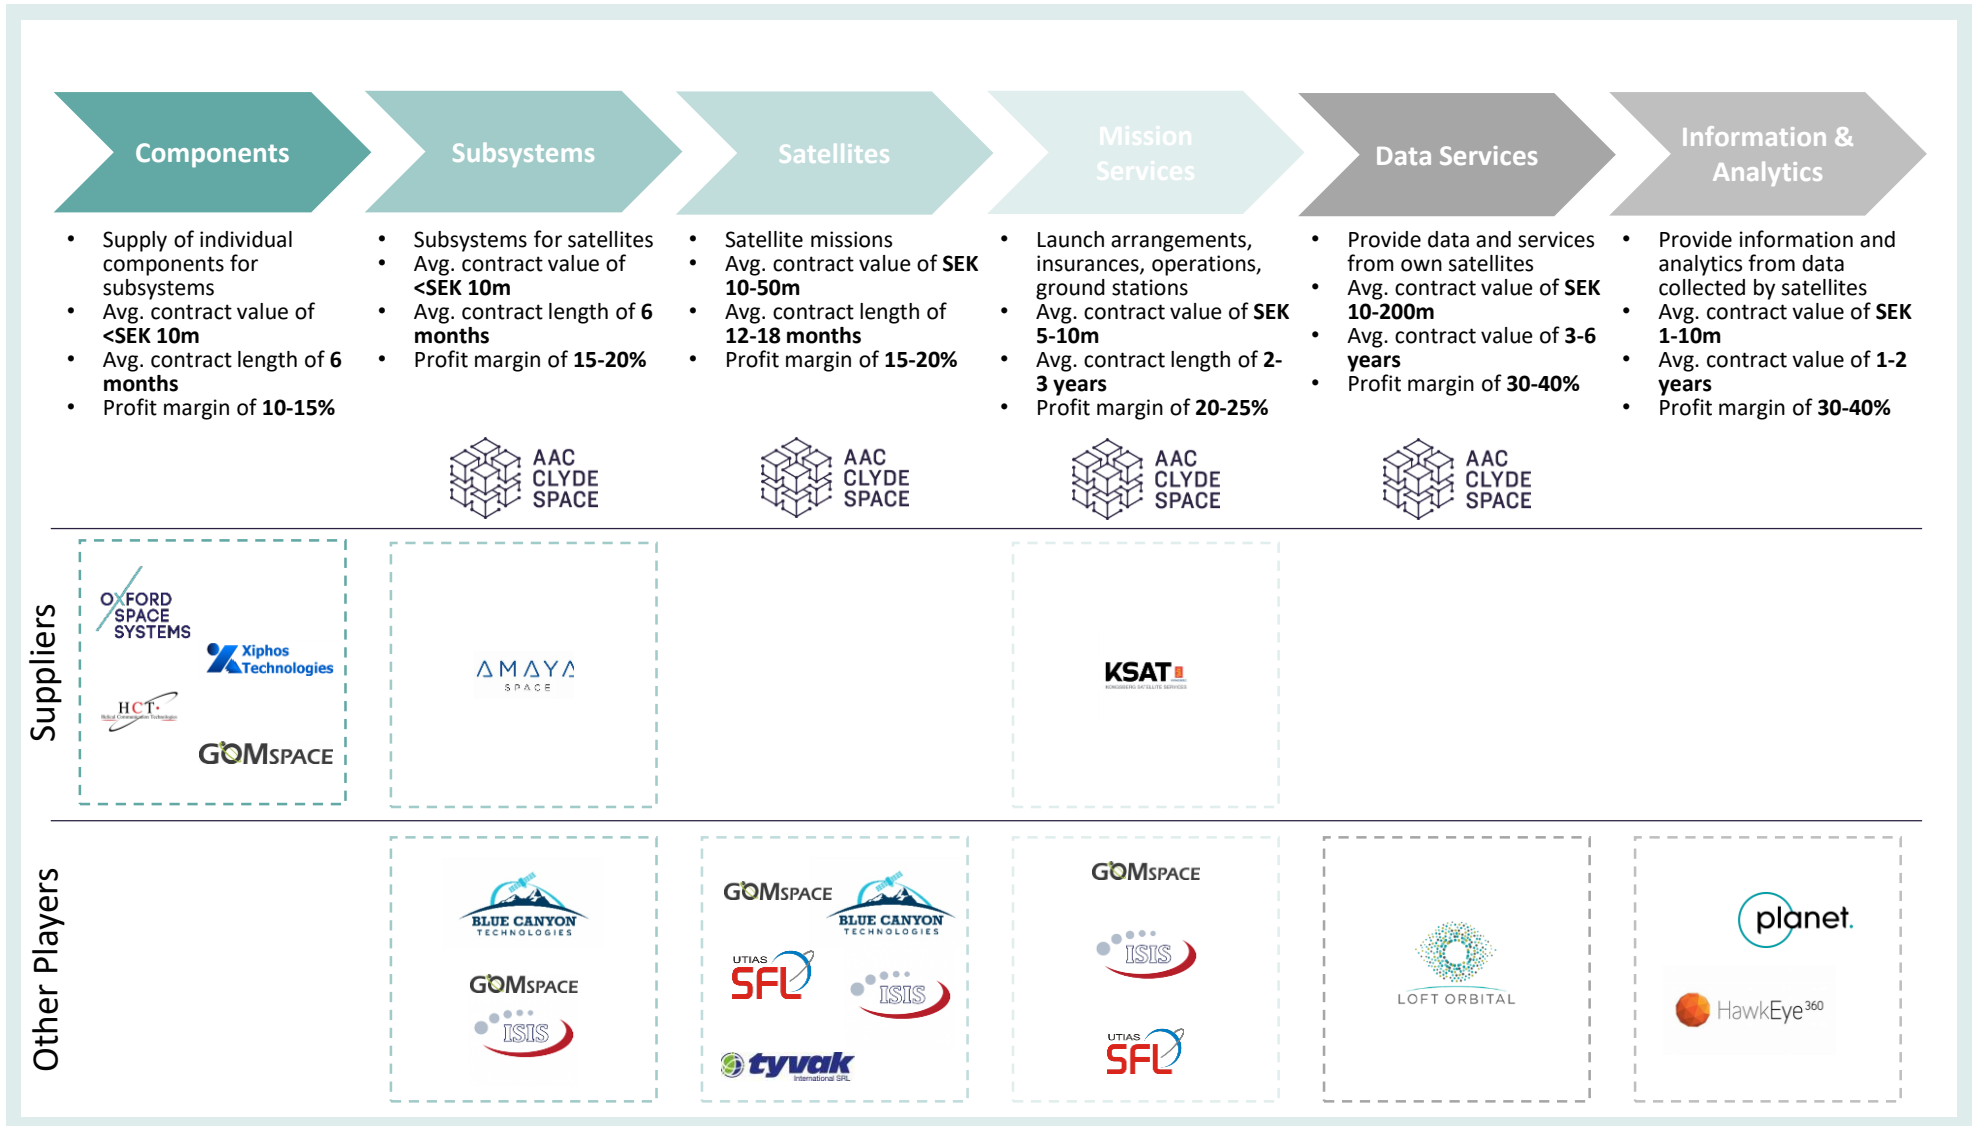 Components
Subsystems
Satellites
Mission
Services
Data Services
Information &
Analytics
• Supply of individual
components for
subsystems
• Avg. contract value of
<SEK 10m
• Avg. contract length of 6
months
• Profit margin of 10-15%
• Subsystems for satellites
• Avg. contract value of
<SEK 10m
• Avg. contract length of 6
months
• Profit margin of 15-20%
• Satellite missions
• Avg. contract value of SEK
10-50m
• Avg. contract length of
12-18 months
• Profit margin of 15-20%
• Launch arrangements,
insurances, operations,
ground stations
• Avg. contract value of SEK
5-10m
• Avg. contract length of 2-
3 years
• Profit margin of 20-25%
• Provide data and services
from own satellites
• Avg. contract value of SEK
10-200m
• Avg. contract value of 3-6
years
• Profit margin of 30-40%
• Provide information and
analytics from data
collected by satellites
• Avg. contract value of SEK
1-10m
• Avg. contract value of 1-2
years
• Profit margin of 30-40%
AAC
CLYDE
SPACE
AAC
CLYDE
SPACE
AAC
CLYDE
SPACE
AAC
CLYDE
SPACE
Suppliers
OXFORD
SPACE
SYSTEMS
Xiphos
Technologies
HCT
Helical Communication Technologies
GOMSPACE
AMAYA
SPACE
KSAT
KONGSBERG SATELLITE SERVICES
Other Players
BLUE CANYON
TECHNOLOGIES
GOMSPACE
ISIS
GOMSPACE
BLUE CANYON
TECHNOLOGIES
UTIAS
SFL
ISIS
tyvak
International SRL
GOMSPACE
ISIS
UTIAS
SFL
LOFT ORBITAL
planet.
HawkEye 360